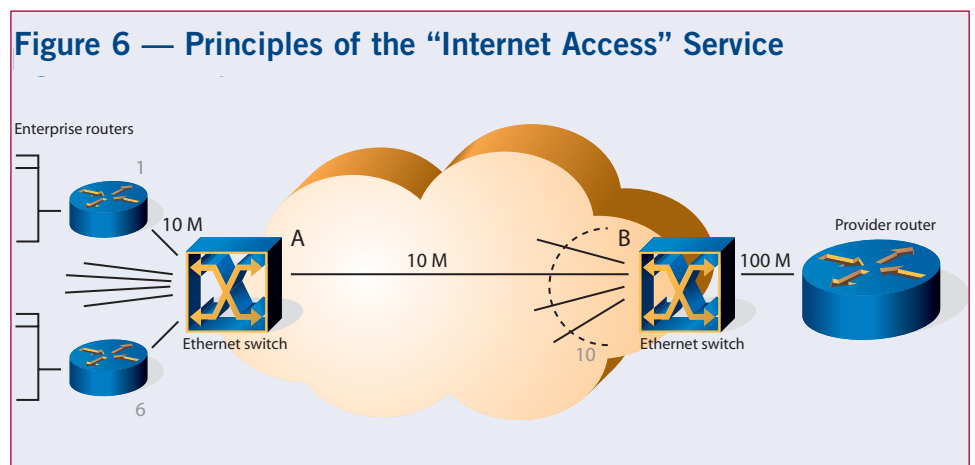 Figure 6 — Principles of the “Internet Access” Service
Enterprise routers
1
10 M
A
10 M
B
Provider router
100 M
Ethernet switch
Ethernet switch
10
6